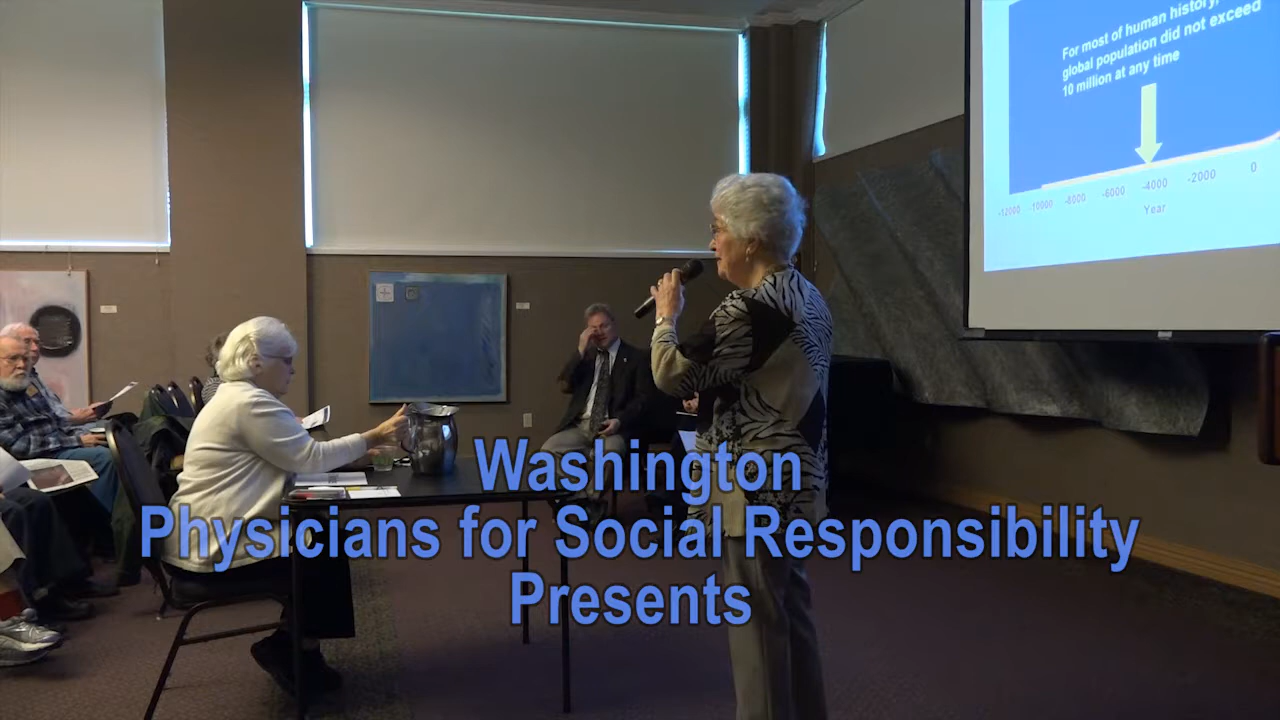 For most of human history,
global population did not exceed
10 million at any time
-12000 -10000 -8000 -6000 -4000 -2000 0
Year
Washington
Physicians for Social Responsibility
Presents